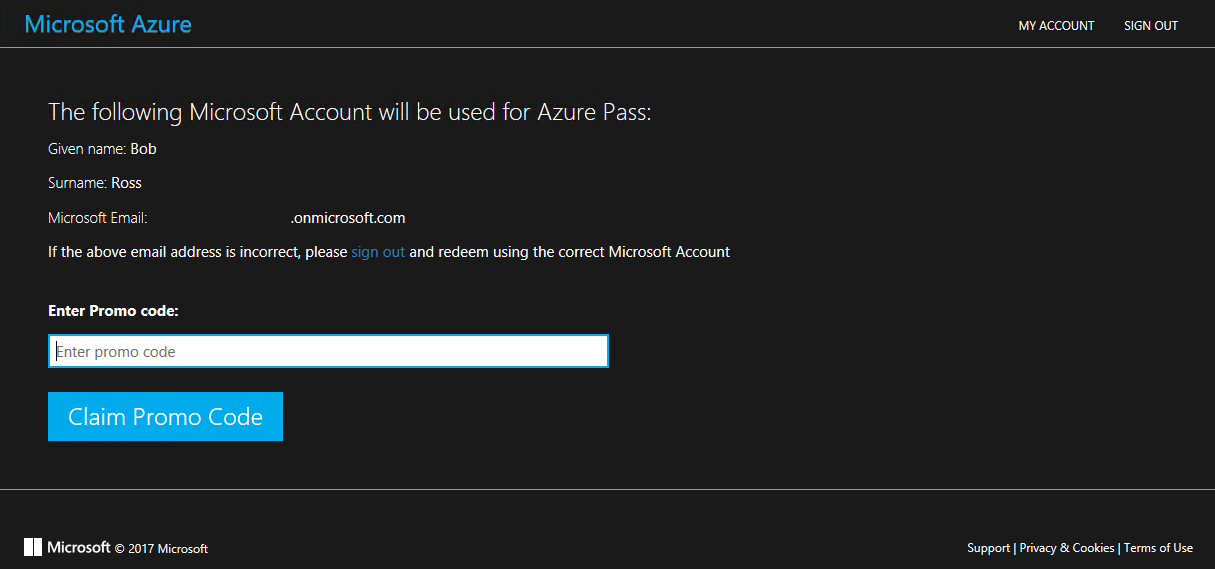 Microsoft Azure
MY ACCOUNT SIGN OUT
The following Microsoft Account will be used for Azure Pass:
Given name: Bob
Surname: Ross
Microsoft Email: .onmicrosoft.com
If the above email address is incorrect, please sign out and redeem using the correct Microsoft Account
Enter Promo code:
Enter promo code
Claim Promo Code
Microsoft © 2017 Microsoft
Support | Privacy & Cookies | Terms of Use